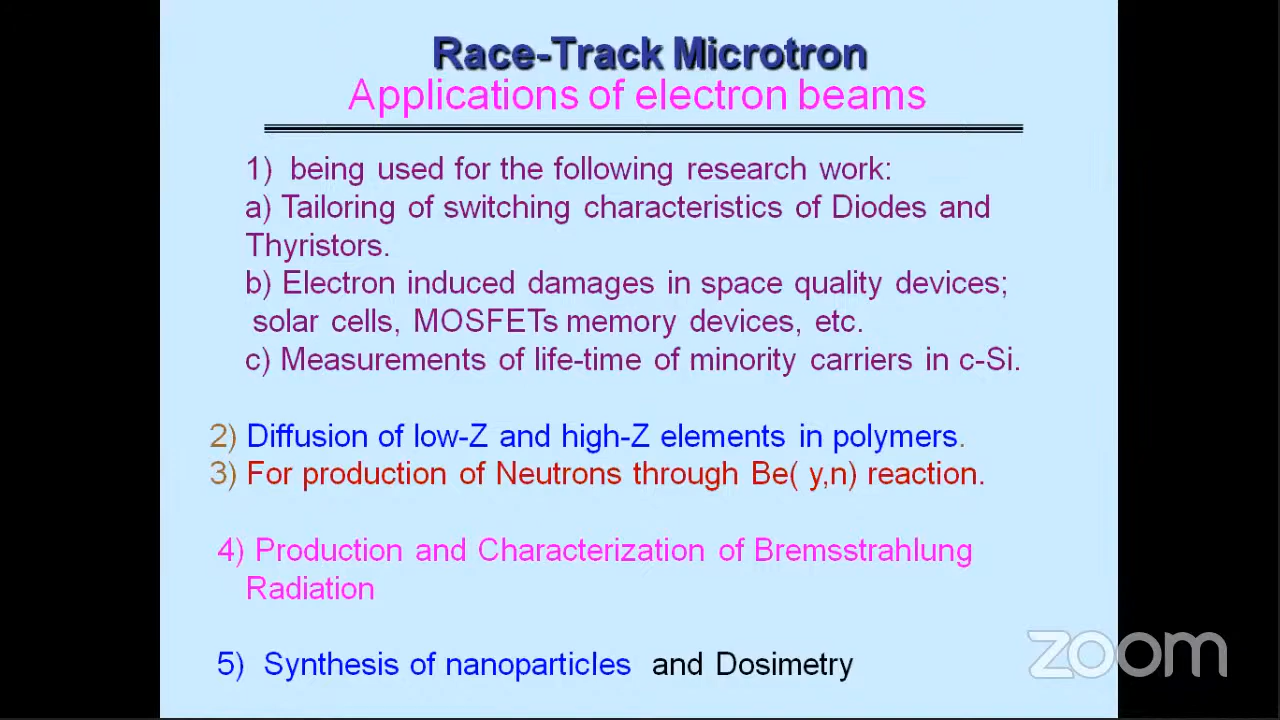 Race-Track Microtron
Applications of electron beams
1) being used for the following research work:
a) Tailoring of switching characteristics of Diodes and
Thyristors.
b) Electron induced damages in space quality devices;
solar cells, MOSFETs memory devices, etc.
c) Measurements of life-time of minority carriers in c-Si.
2) Diffusion of low-Z and high-Z elements in polymers.
3) For production of Neutrons through Be( y,n) reaction.
4) Production and Characterization of Bremsstrahlung
Radiation
5) Synthesis of nanoparticles and Dosimetry
zoom